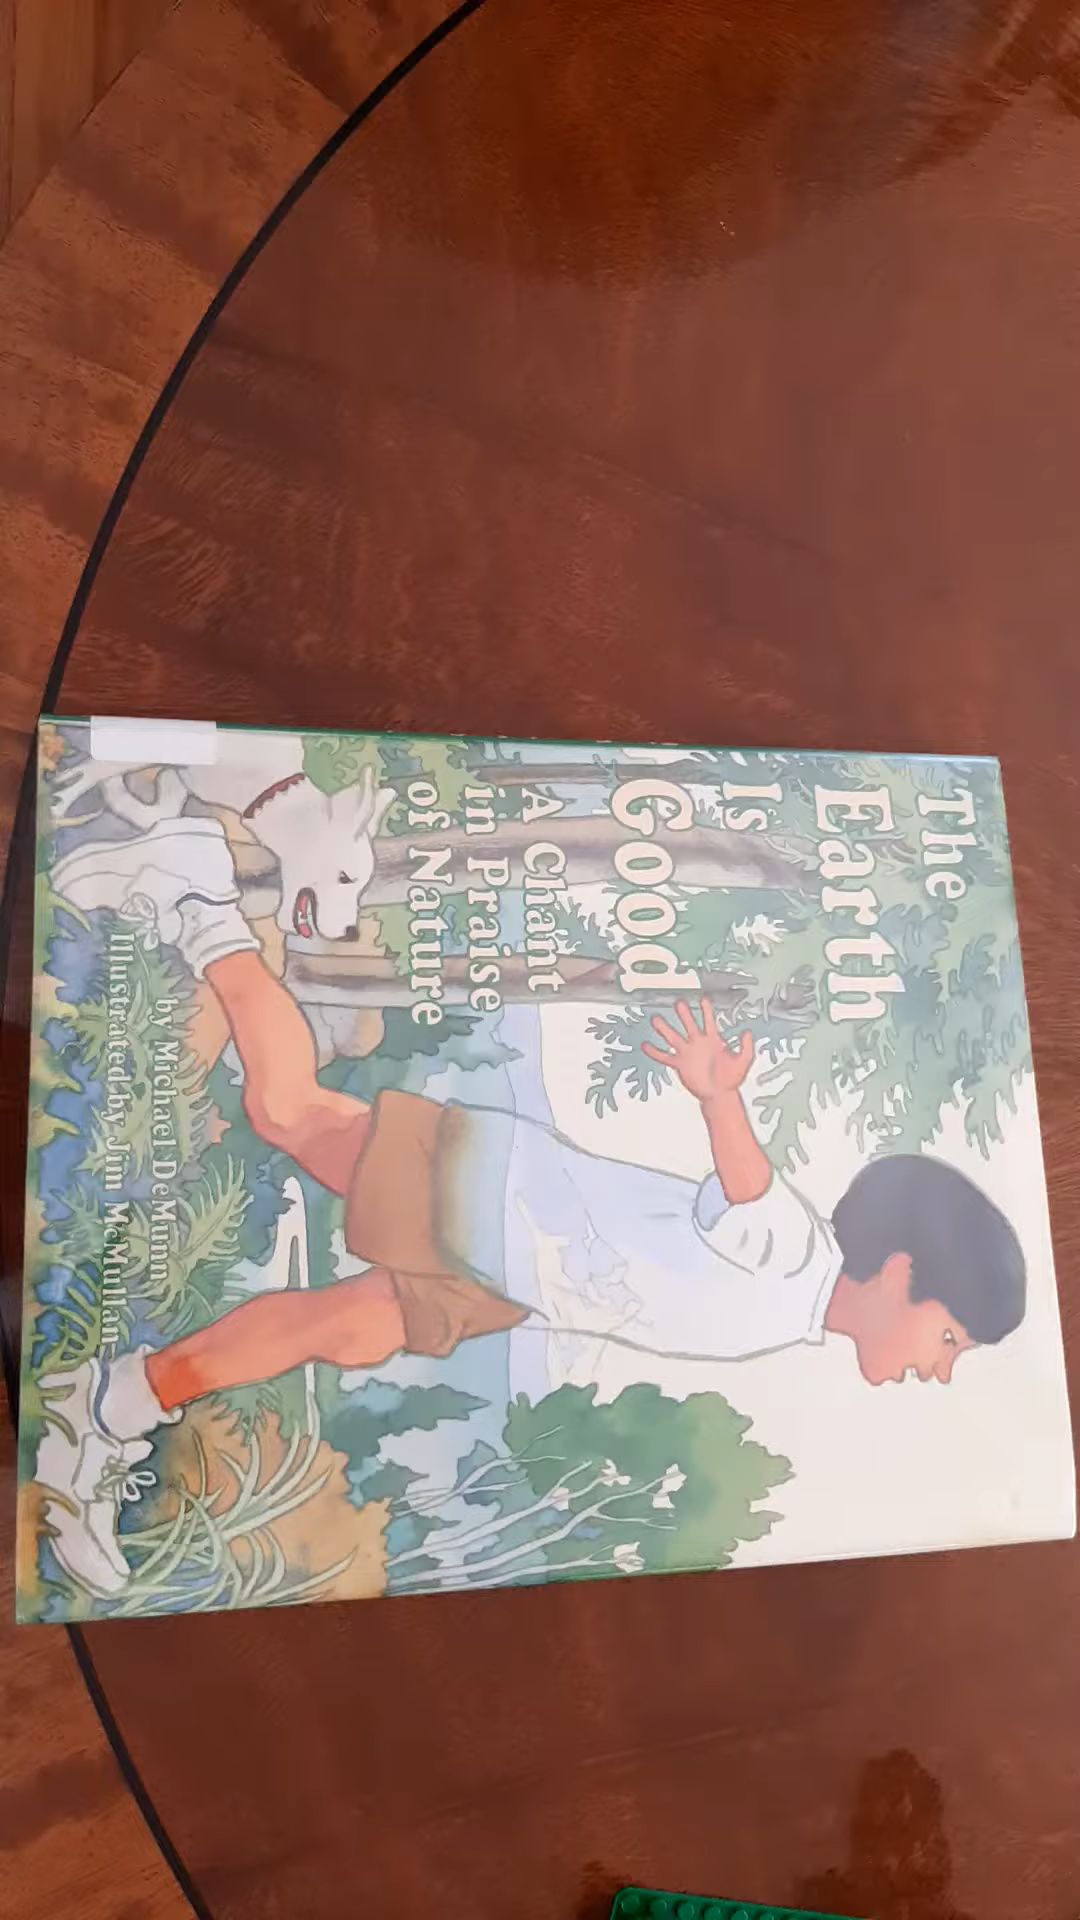 The
Earth
Is
Good
A Chant
in Praise
of Nature
by Michael DeMunn
Illustrated by Jim McMullan